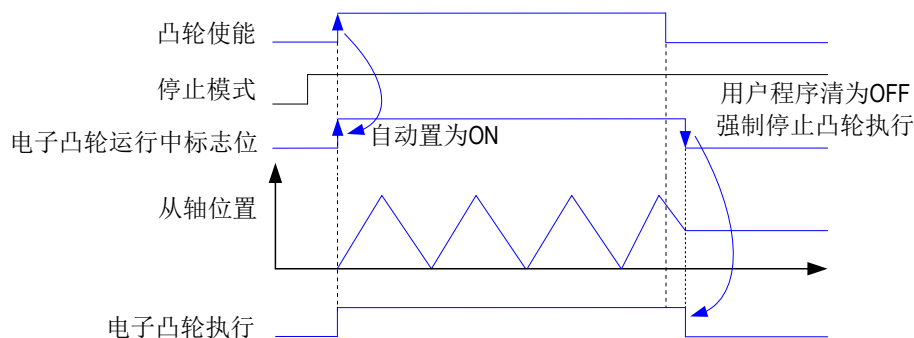 凸轮使能
停止模式
用户程序清为OFF
强制停止凸轮执行
电子凸轮运行中标志位
自动置为ON
从轴位置
电子凸轮执行